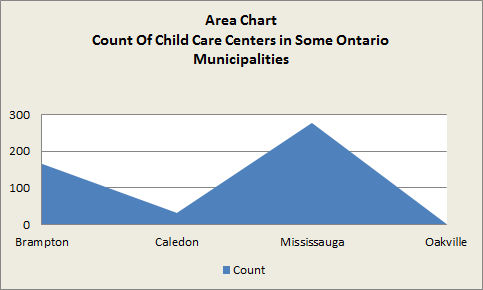 Area Chart
Count Of Child Care Centers in Some Ontario
Municipalities
300
200
100
0
Brampton Caledon Mississauga Oakville
Count